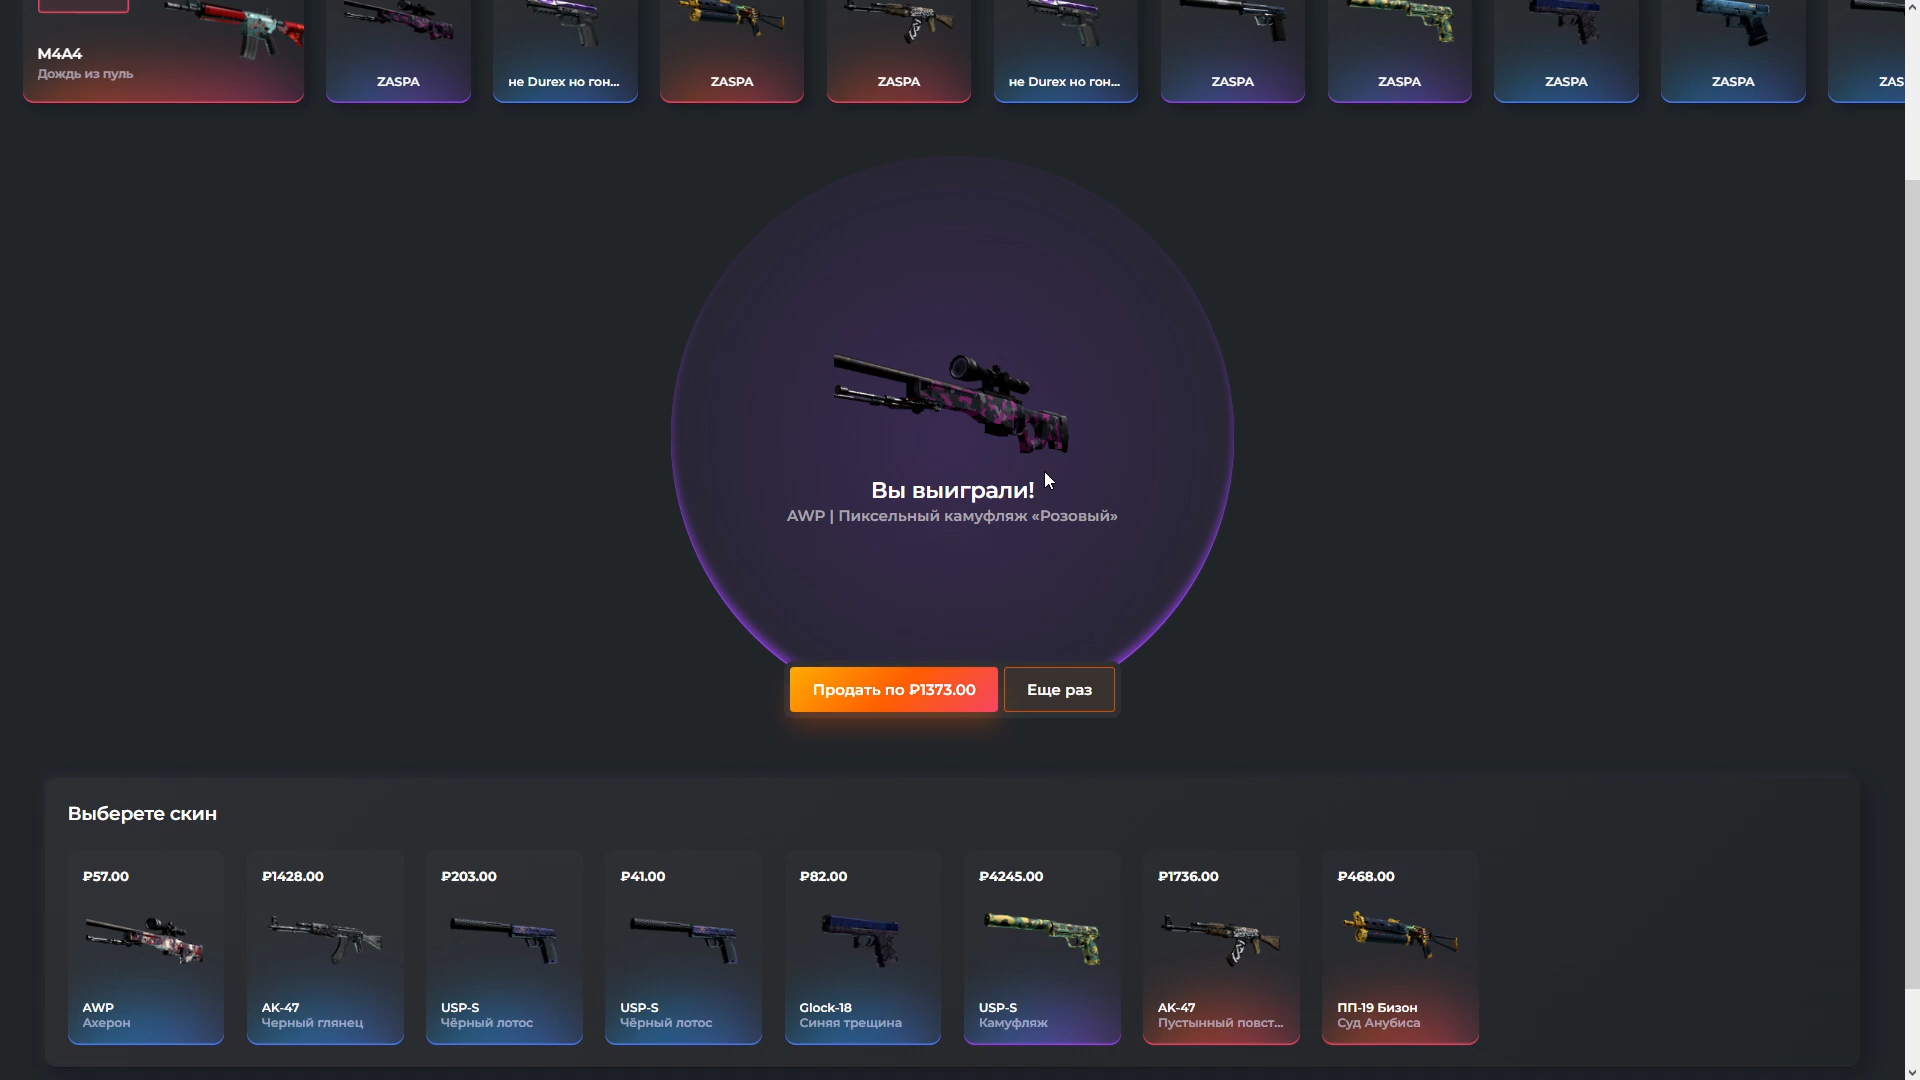 M4A4
Дождь из пуль
ZASPA
не Durex но гон...
ZASPA
ZASPA
не Durex но гон...
ZASPA
ZASPA
ZASPA
ZASPA
ZAS
Вы выиграли!
AWP | Пиксельный камуфляж «Розовый»
Продать по ₽1373.00
Еще раз
Выберете скин
₽57.00
AWP
Ахерон
₽1428.00
AK-47
Черный глянец
₽203.00
USP-S
Чёрный лотос
₽41.00
USP-S
Чёрный лотос
₽82.00
Glock-18
Синяя трещина
₽4245.00
USP-S
Камуфляж
₽1736.00
AK-47
Пустынный повст...
₽468.00
ПП-19 Бизон
Суд Анубиса